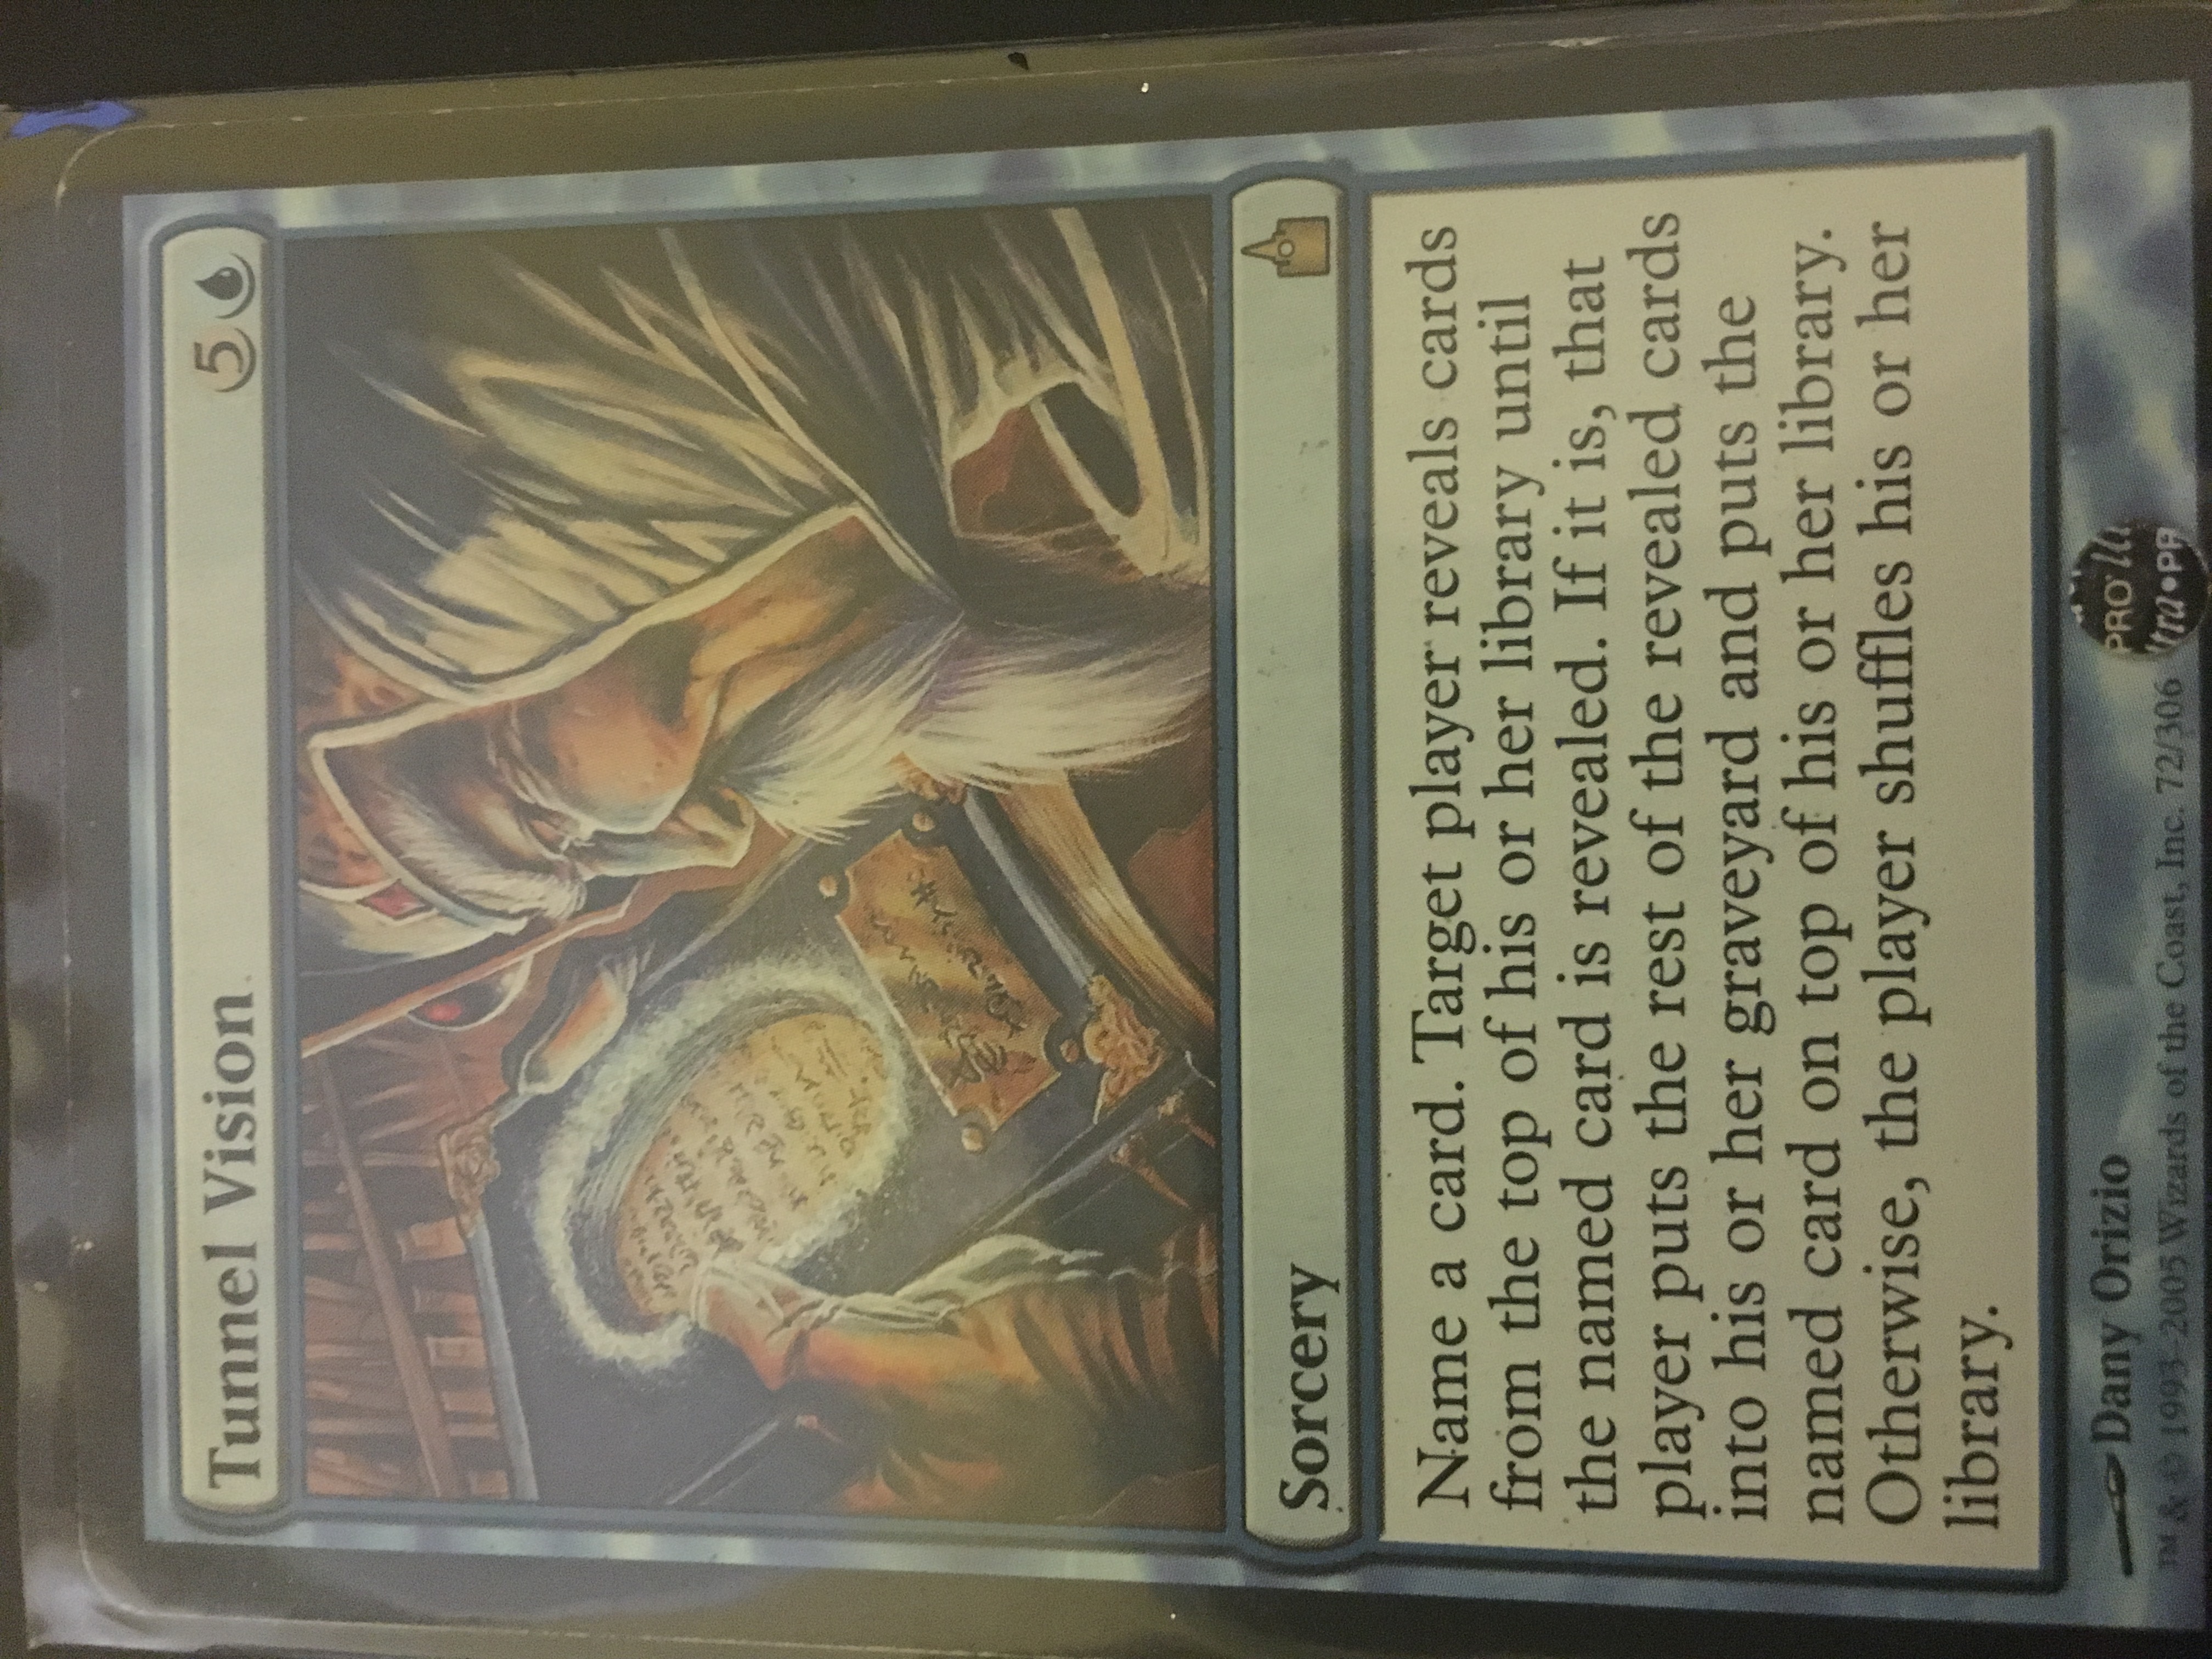 Tunnel Vision 5
Sorcery
Name a card. Target player reveals cards
from the top of his or her library until
the named card is revealed. If it is, that
player puts the rest of the revealed cards
into his or her graveyard and puts the
named card on top of his or her library.
Otherwise, the player shuffles his or her
library.
Dany Orizio
™ & © 1993–2005 Wizards of the Coast, Inc. 72/306
PRO